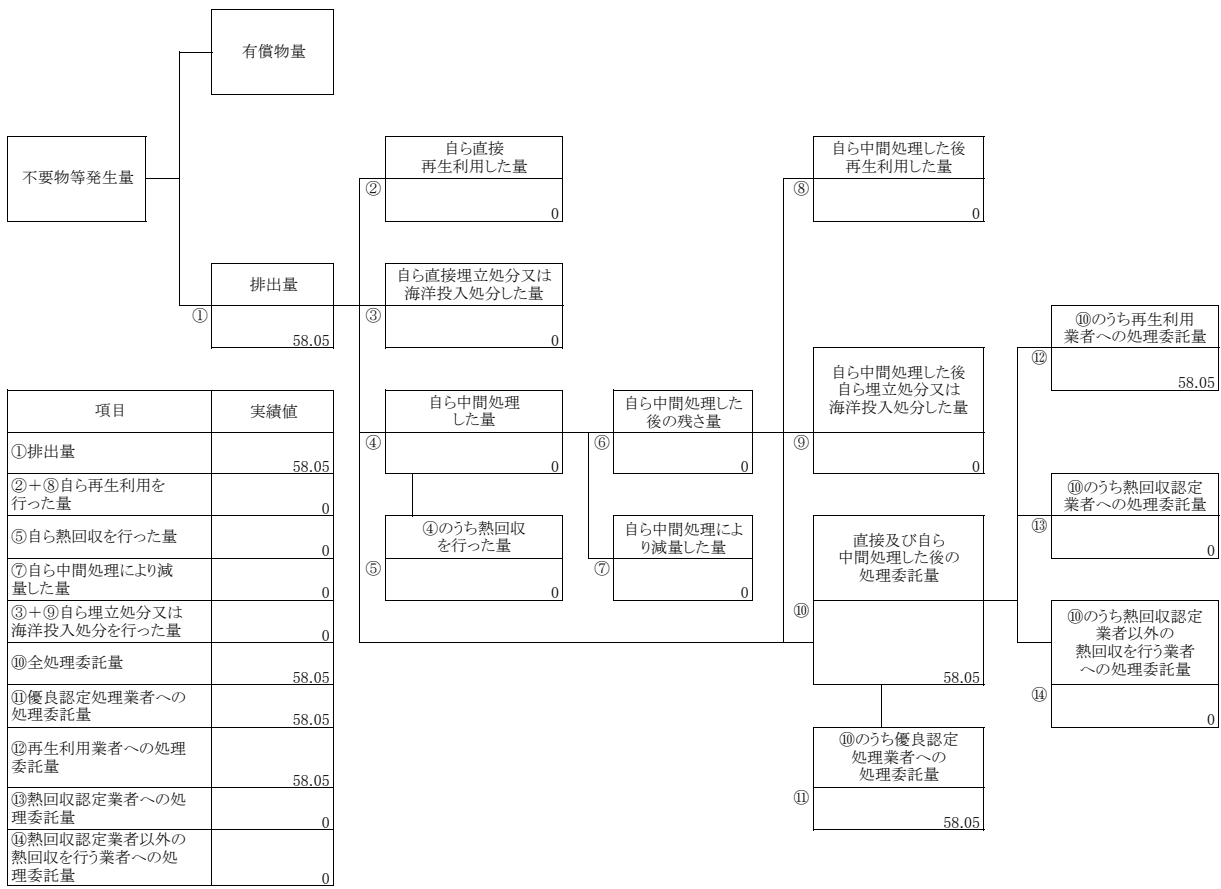 有償物量
不要物等発生量
排出量
①
58.05
自ら直接
再生利用した量
②
0
自ら直接埋立処分又は
海洋投入処分した量
③
0
自ら中間処理
した量
④
0
④のうち熱回収
を行った量
⑤
0
自ら中間処理した
後の残さ量
⑥
0
自ら中間処理によ
り減量した量
⑦
0
自ら中間処理した後
再生利用した量
⑧
0
自ら中間処理した後
自ら埋立処分又は
海洋投入処分した量
⑨
0
直接及び自ら
中間処理した後の
処理委託量
⑩
58.05
⑩のうち優良認定
処理業者への
処理委託量
⑪
58.05
⑩のうち再生利用
業者への処理委託量
⑫
58.05
⑩のうち熱回収認定
業者への処理委託量
⑬
0
⑩のうち熱回収認定
業者以外の
熱回収を行う業者
への処理委託量
⑭
0
項目 実績値
①排出量
58.05
②+⑧自ら再生利用を
行った量
0
⑤自ら熱回収を行った量
0
⑦自ら中間処理により減
量した量
0
③+⑨自ら埋立処分又は
海洋投入処分を行った量
0
⑩全処理委託量
58.05
⑪優良認定処理業者への
処理委託量
58.05
⑫再生利用業者への処理
委託量
58.05
⑬熱回収認定業者への処
理委託量
0
⑭熱回収認定業者以外の
熱回収を行う業者への処
理委託量
0